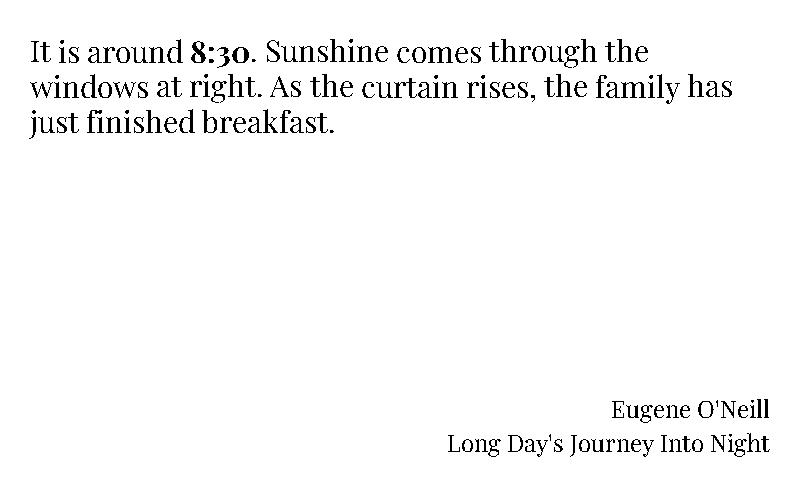 It is around 8:30. Sunshine comes through the
windows at right. As the curtain rises, the family has
just finished breakfast.
Eugene O'Neill
Long Day's Journey Into Night